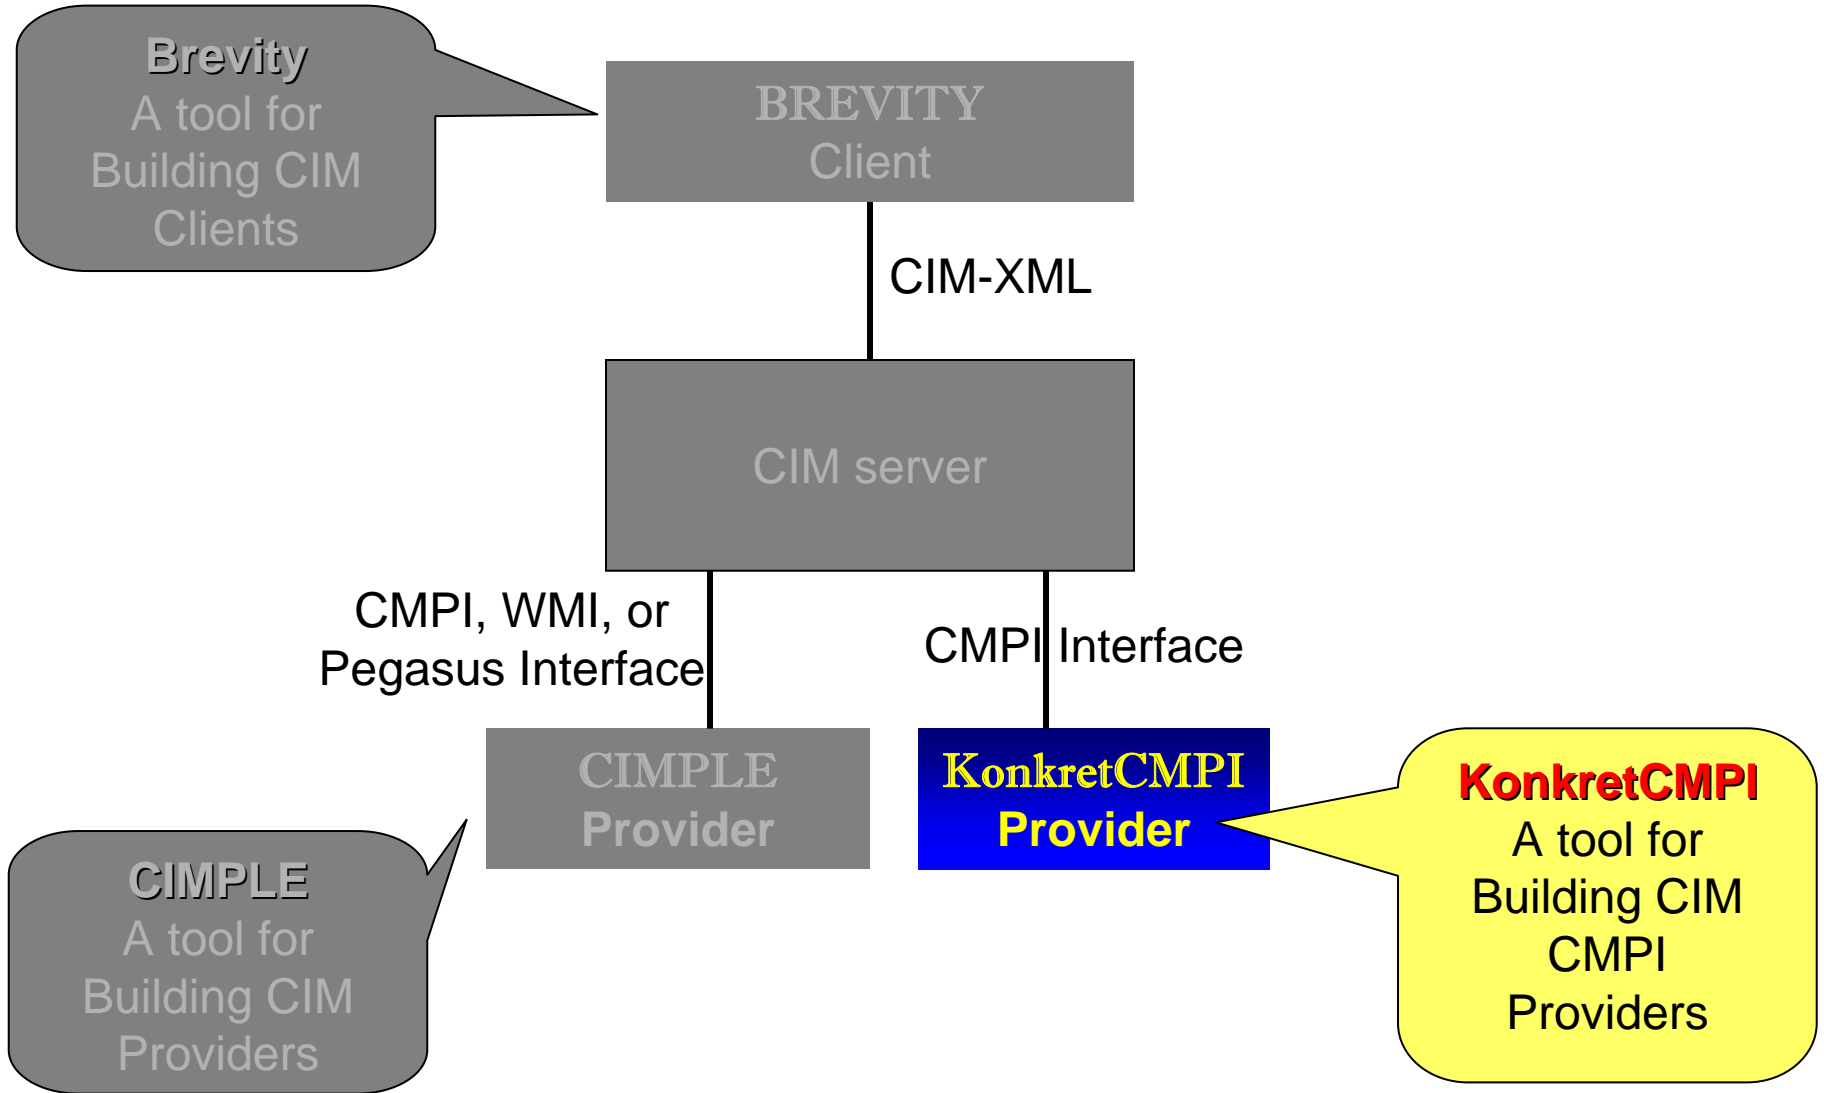 Brevity
A tool for
Building CIM
Clients
BREVITY
Client
CIM-XML
CIM server
CMPI, WMI, or
Pegasus Interface
CMPI Interface
CIMPLE
Provider
KonkretCMPI
Provider
CIMPLE
A tool for
Building CIM
Providers
KonkretCMPI
A tool for
Building CIM
CMPI
Providers